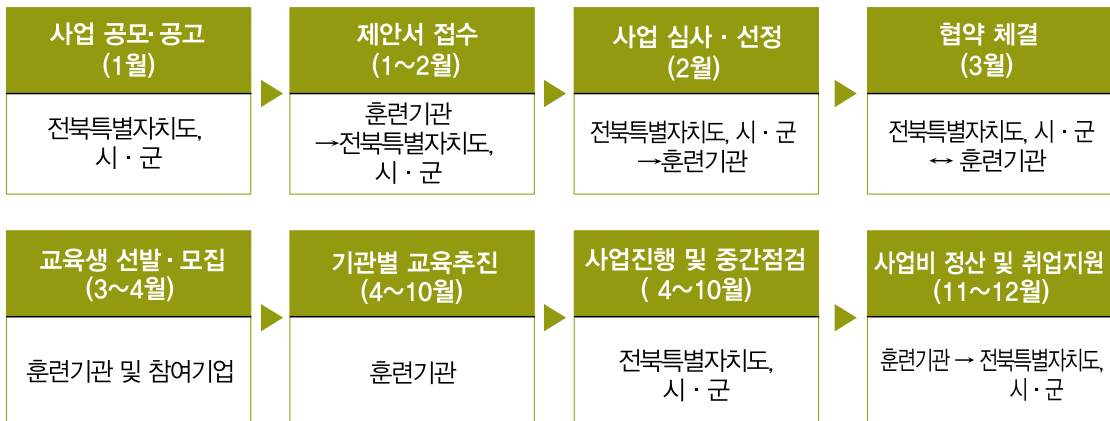 사업 공모·공고
(1월)
전북특별자치도,
시·군
제안서 접수
(1~2월)
훈련기관
→전북특별자치도,
시·군
사업 심사·선정
(2월)
전북특별자치도, 시·군
→훈련기관
협약 체결
(3월)
전북특별자치도, 시·군
↔ 훈련기관
교육생 선발·모집
(3~4월)
훈련기관 및 참여기업
기관별 교육추진
(4~10월)
훈련기관
사업진행 및 중간점검
( 4~10월)
전북특별자치도,
시·군
사업비 정산 및 취업지원
(11~12월)
훈련기관 → 전북특별자치도,
시·군